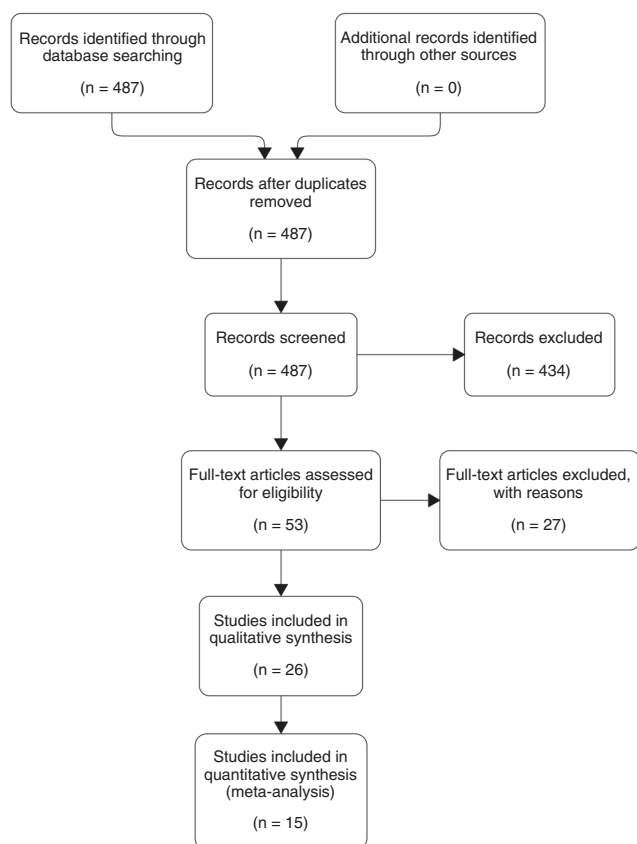 Records identified through
database searching
(n = 487)
Additional records identified
through other sources
(n = 0)
Records after duplicates
removed
(n = 487)
Records screened
(n = 487)
Records excluded
(n = 434)
Full-text articles assessed
for eligibility
(n = 53)
Full-text articles excluded,
with reasons
(n = 27)
Studies included in
qualitative synthesis
(n = 26)
Studies included in
quantitative synthesis
(meta-analysis)
(n = 15)